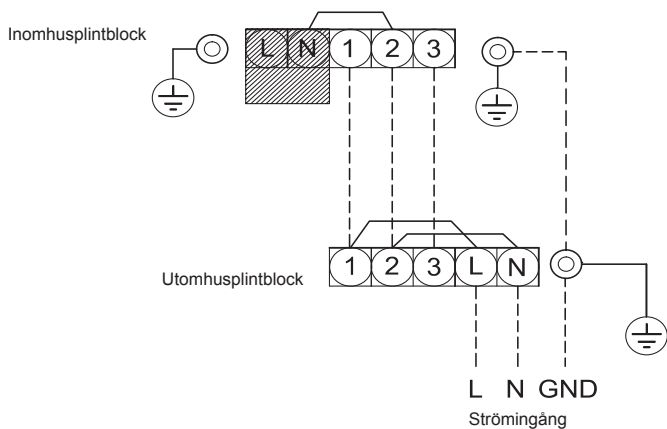 Inomhusplintblock
L N 1 2 3
1 2 3 L N
Utomhusplintblock
L N GND
Strömingång